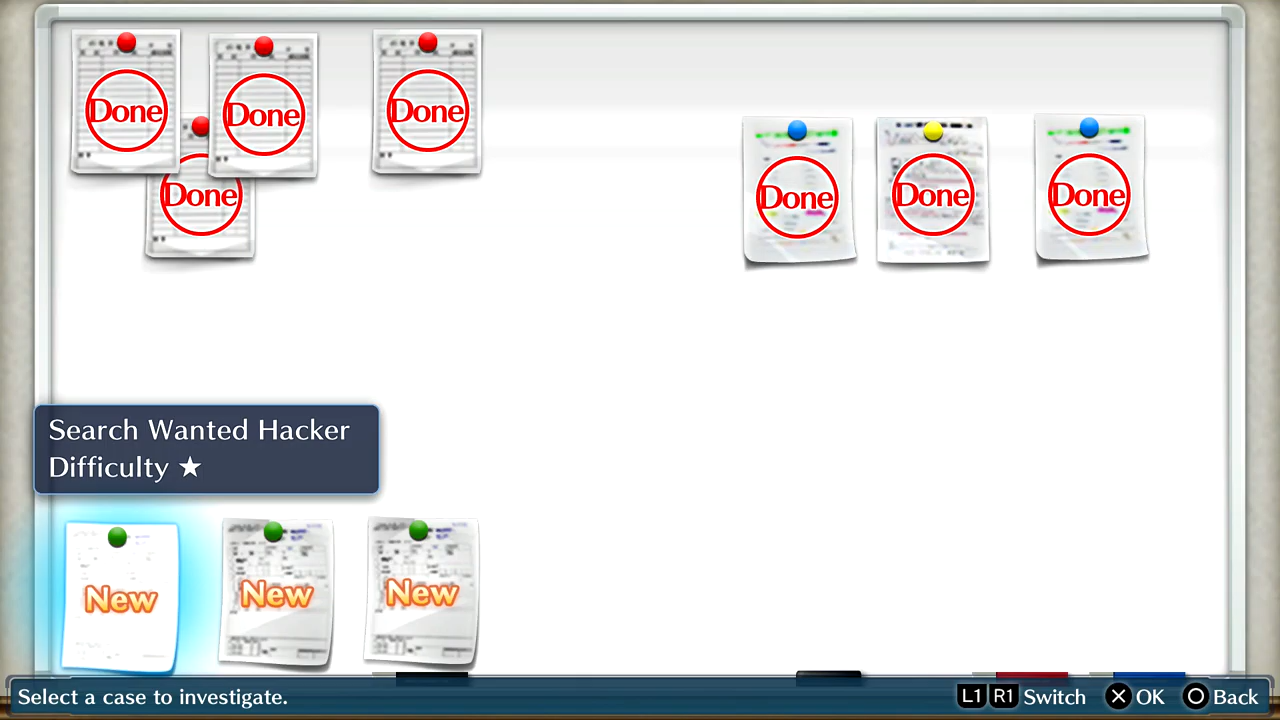 Done
Done
Done
Done
Done
Done
Done
Search Wanted Hacker
Difficulty ★
New
New
New
Select a case to investigate.
L1 R1 Switch
OK
Back